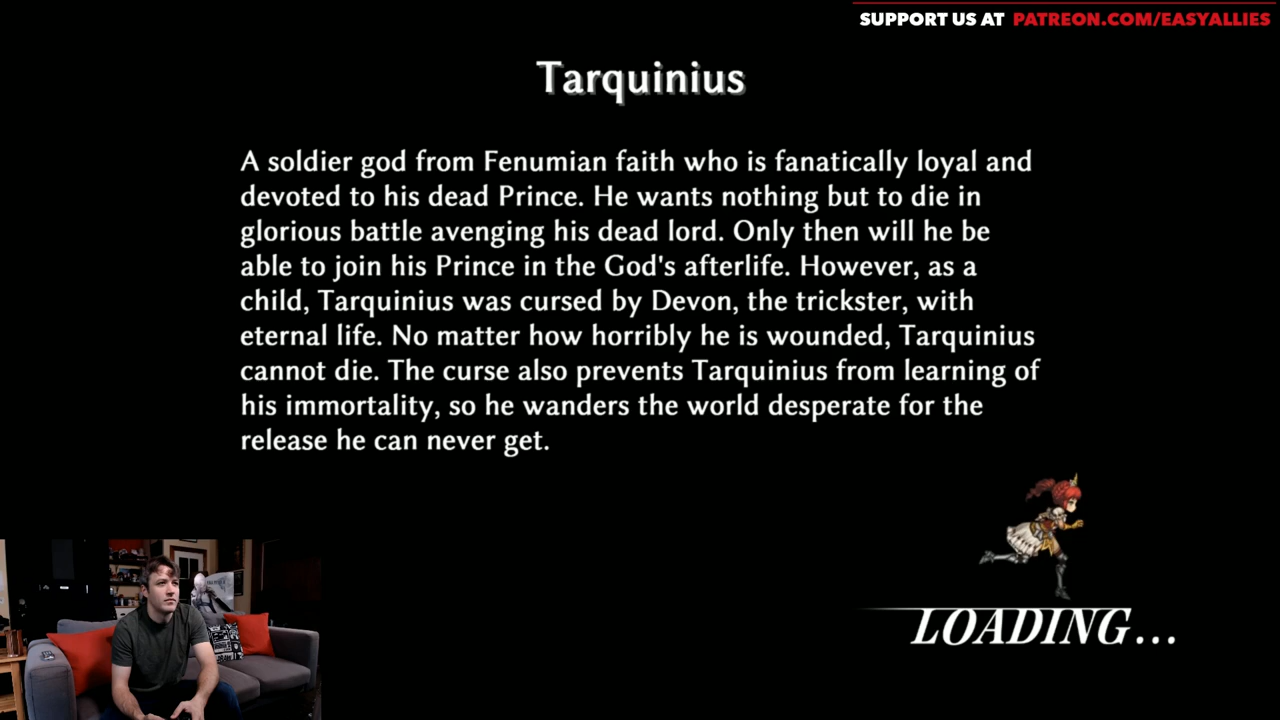 SUPPORT US AT PATREON.COM/EASYALLIES
Tarquinius
A soldier god from Fenumian faith who is fanatically loyal and
devoted to his dead Prince. He wants nothing but to die in
glorious battle avenging his dead lord. Only then will he be
able to join his Prince in the God's afterlife. However, as a
child, Tarquinius was cursed by Devon, the trickster, with
eternal life. No matter how horribly he is wounded, Tarquinius
cannot die. The curse also prevents Tarquinius from learning of
his immortality, so he wanders the world desperate for the
release he can never get.
LOADING...